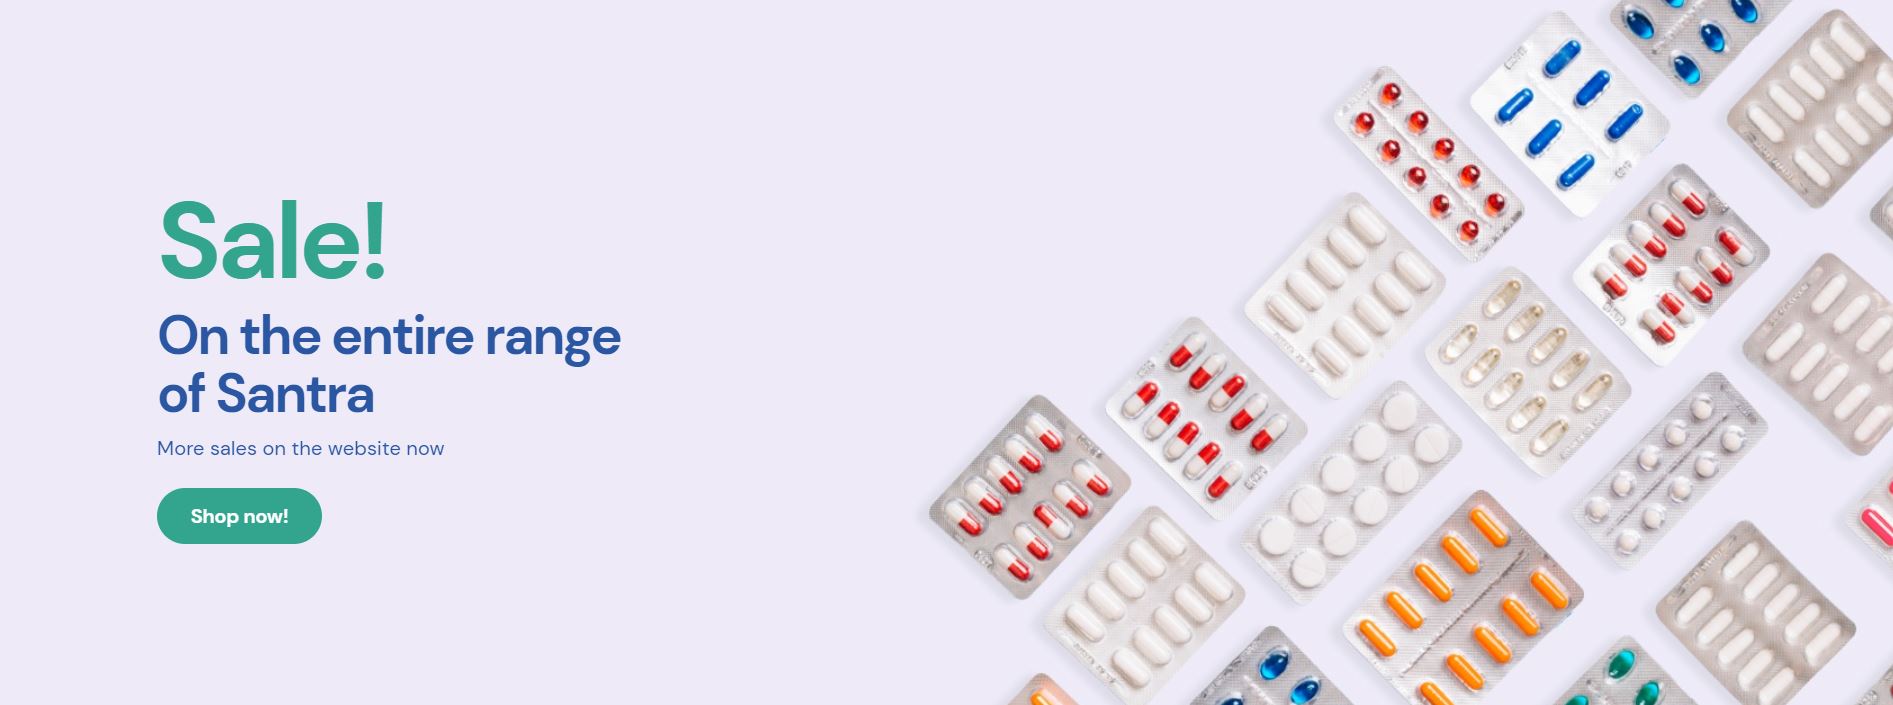 Sale!
On the entire range
of Santra
More sales on the website now
Shop now!